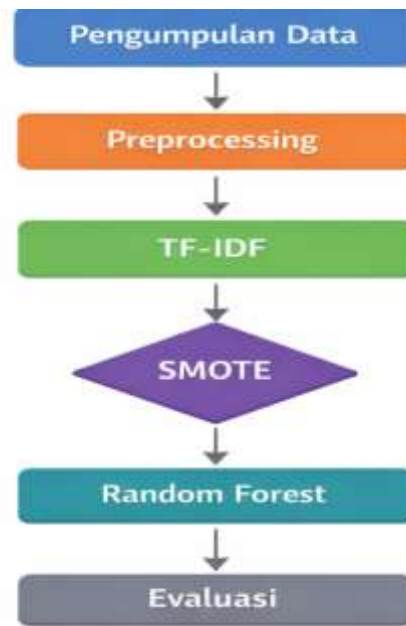 Pengumpulan Data
Preprocessing
TF-IDF
SMOTE
Random Forest
Evaluasi